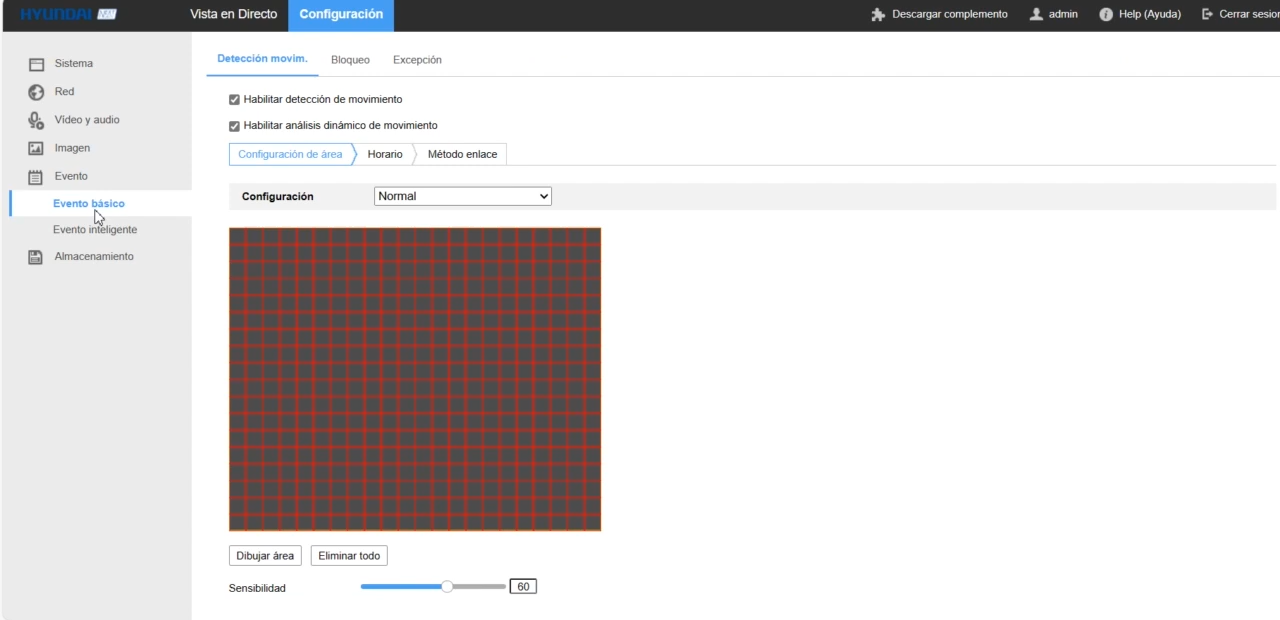 HYUNDAI Vista en Directo Configuración Descargar complemento admin Help (Ayuda) Cerrar sesior
Sistema
Red
Vídeo y audio
Imagen
Evento
Evento básico
Evento inteligente
Almacenamiento
Detección movim. Bloqueo Excepción
Habilitar detección de movimiento
Habilitar análisis dinámico de movimiento
Configuración de área Horario Método enlace
Configuración Normal
Dibujar área Eliminar todo
Sensibilidad 60